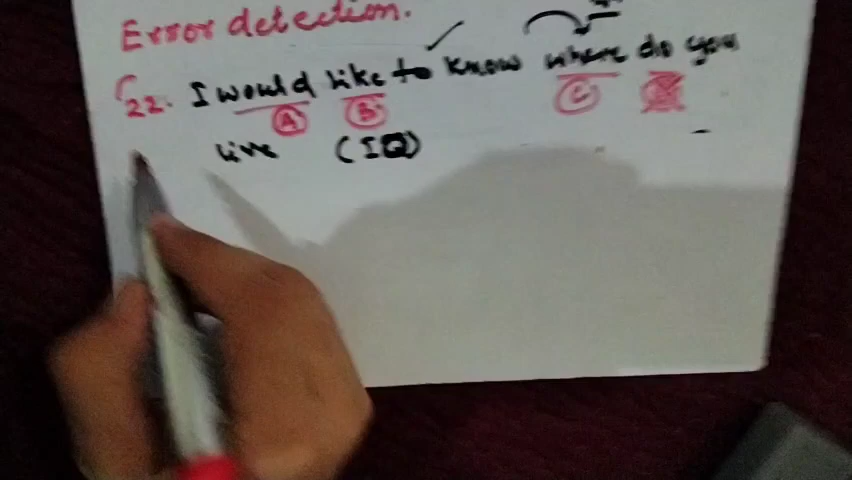 Error detection.
22. I would like to know where do you
A B C
live (IQ)